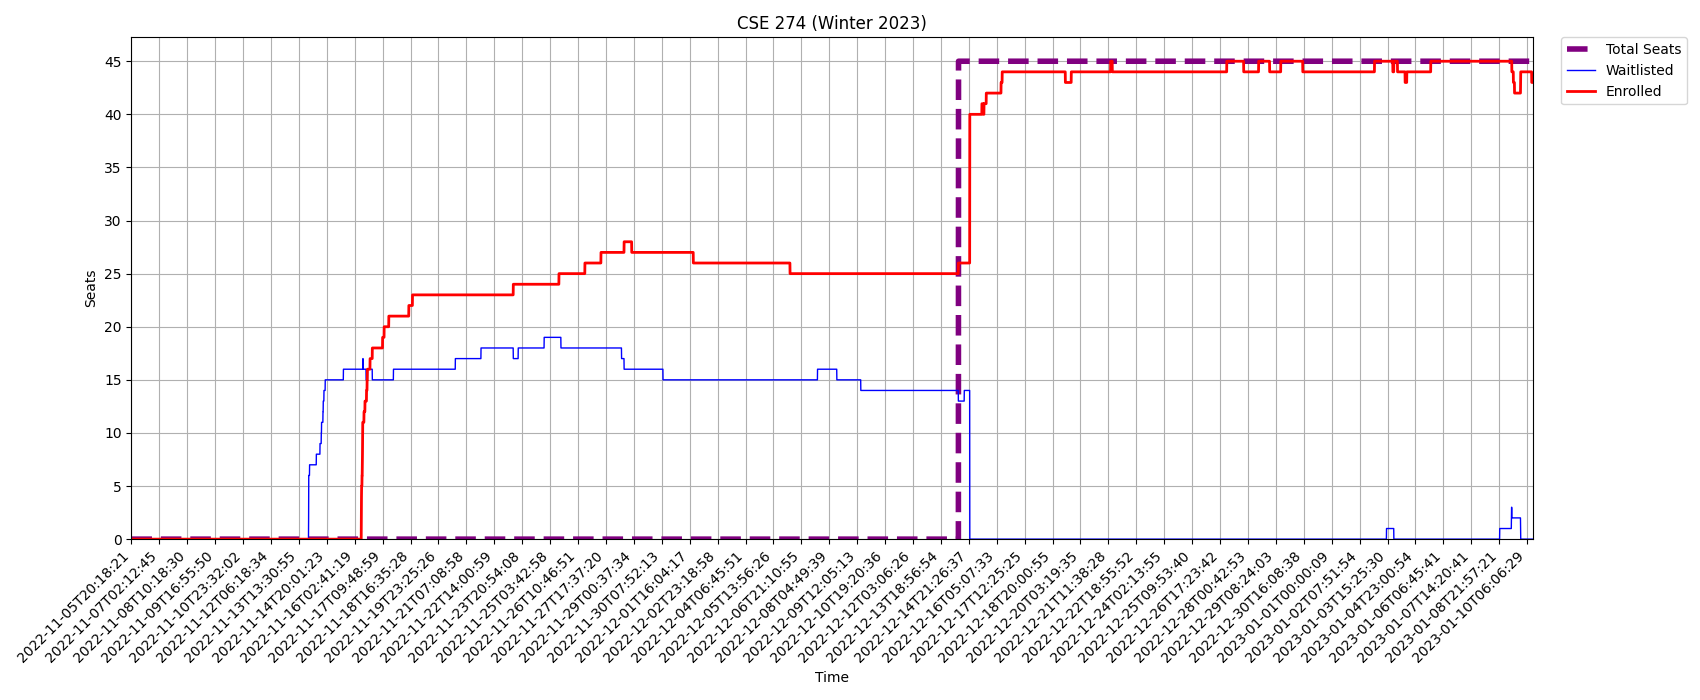 CSE 274 (Winter 2023)
Total Seats
Waitlisted
Enrolled
Seats
45
40
35
30
25
20
15
10
5
0
2022-11-05T20:18:21
2022-11-07T02:12:45
2022-11-08T10:18:30
2022-11-09T16:55:50
2022-11-10T23:32:02
2022-11-12T06:18:34
2022-11-13T13:30:55
2022-11-14T20:01:23
2022-11-16T02:41:19
2022-11-17T09:48:59
2022-11-18T16:35:28
2022-11-19T23:25:26
2022-11-21T07:08:58
2022-11-22T14:00:59
2022-11-23T20:54:08
2022-11-25T03:42:58
2022-11-26T10:46:51
2022-11-27T17:37:20
2022-11-29T00:37:34
2022-11-30T07:52:13
2022-12-01T16:04:17
2022-12-02T23:18:58
2022-12-04T06:45:51
2022-12-05T13:56:26
2022-12-06T21:10:55
2022-12-08T04:49:39
2022-12-09T12:05:13
2022-12-10T19:20:36
2022-12-12T03:06:26
2022-12-13T18:56:54
2022-12-14T21:26:37
2022-12-16T05:07:33
2022-12-17T12:25:25
2022-12-18T20:00:55
2022-12-20T03:19:35
2022-12-21T11:38:28
2022-12-22T18:55:52
2022-12-24T02:13:55
2022-12-25T09:53:40
2022-12-26T17:23:42
2022-12-28T00:42:53
2022-12-29T08:24:03
2022-12-30T16:08:38
2023-01-01T00:00:09
2023-01-02T07:51:54
2023-01-03T15:25:30
2023-01-04T23:00:54
2023-01-06T06:45:41
2023-01-07T14:20:41
2023-01-08T21:57:21
2023-01-10T06:06:29
Time